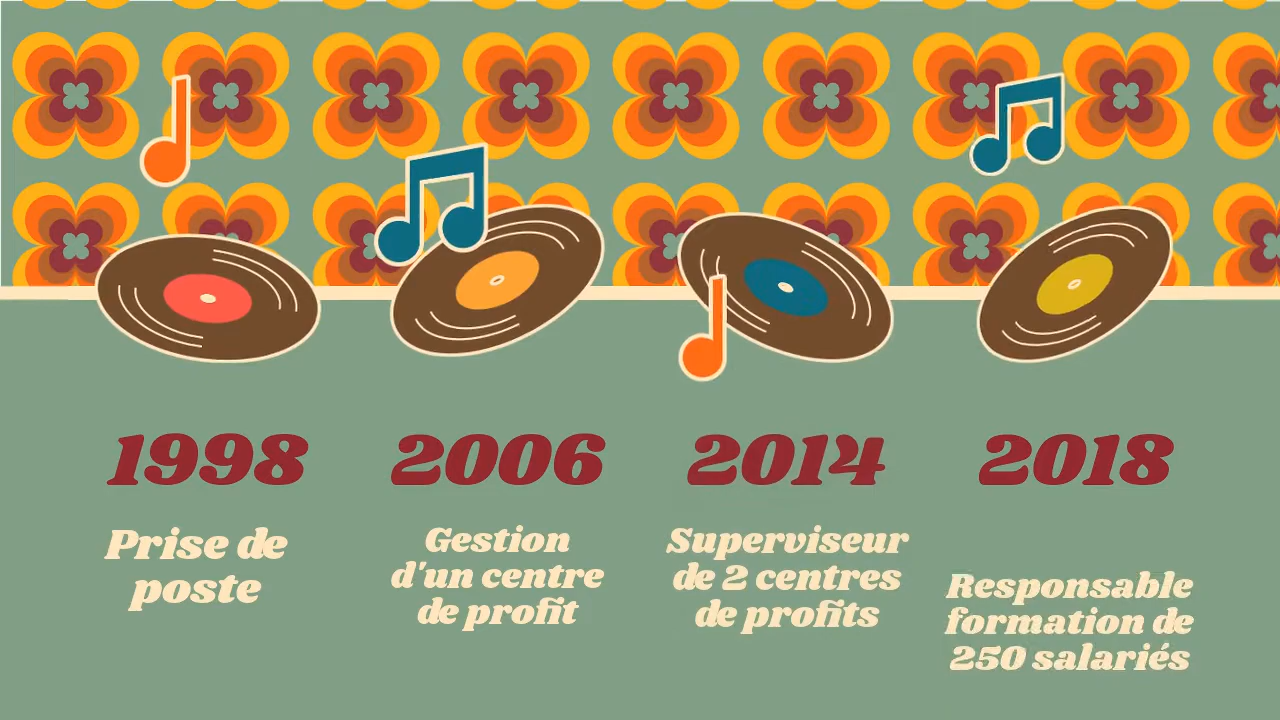 1998
Prise de
poste
2006
Gestion
d'un centre
de profit
2014
Superviseur
de 2 centres
de profits
2018
Responsable
formation de
250 salariés